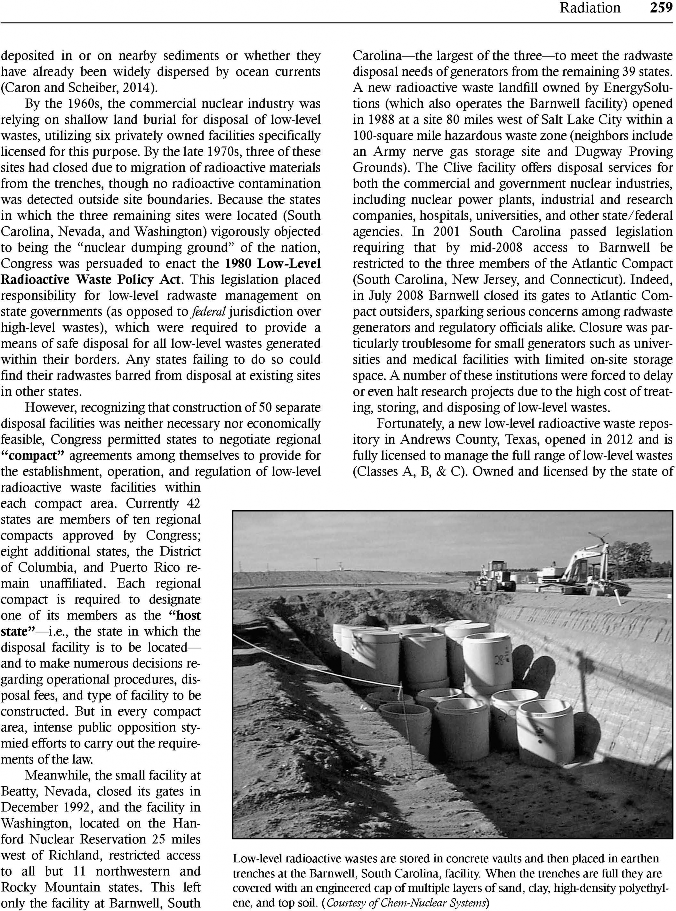 Radiation 259
deposited in or on nearby sediments or whether they
have already been widely dispersed by ocean currents
(Caron and Scheiber, 2014).
By the 1960s, the commercial nuclear industry was
relying on shallow land burial for disposal of low-level
wastes, utilizing six privately owned facilities specifically
licensed for this purpose. By the late 1970s, three of these
sites had closed due to migration of radioactive materials
from the trenches, though no radioactive contamination
was detected outside site boundaries. Because the states
in which the three remaining sites were located (South
Carolina, Nevada, and Washington) vigorously objected
to being the “nuclear dumping ground” of the nation,
Congress was persuaded to enact the 1980 Low-Level
Radioactive Waste Policy Act. This legislation placed
responsibility for low-level radwaste management on
state governments (as opposed to federal jurisdiction over
high-level wastes), which were required to provide a
means of safe disposal for all low-level wastes generated
within their borders. Any states failing to do so could
find their radwastes barred from disposal at existing sites
in other states.
However, recognizing that construction of 50 separate
disposal facilities was neither necessary nor economically
feasible, Congress permitted states to negotiate regional
“compact” agreements among themselves to provide for
the establishment, operation, and regulation of low-level
radioactive waste facilities within
each compact area. Currently 42
states are members of ten regional
compacts approved by Congress;
eight additional states, the District
of Columbia, and Puerto Rico re-
main unaffiliated. Each regional
compact is required to designate
one of its members as the “host
state”—i.e., the state in which the
disposal facility is to be located—
and to make numerous decisions re-
garding operational procedures, dis-
posal fees, and type of facility to be
constructed. But in every compact
area, intense public opposition sty-
mied efforts to carry out the require-
ments of the law.
Meanwhile, the small facility at
Beatty, Nevada, closed its gates in
December 1992, and the facility in
Washington, located on the Han-
ford Nuclear Reservation 25 miles
west of Richland, restricted access
to all but 11 northwestern and
Rocky Mountain states. This left
only the facility at Barnwell, South
Carolina—the largest of the three—to meet the radwaste
disposal needs of generators from the remaining 39 states.
A new radioactive waste landfill owned by EnergySolu-
tions (which also operates the Barnwell facility) opened
in 1988 at a site 80 miles west of Salt Lake City within a
100-square mile hazardous waste zone (neighbors include
an Army nerve gas storage site and Dugway Proving
Grounds). The Clive facility offers disposal services for
both the commercial and government nuclear industries,
including nuclear power plants, industrial and research
companies, hospitals, universities, and other state/federal
agencies. In 2001 South Carolina passed legislation
requiring that by mid-2008 access to Barnwell be
restricted to the three members of the Atlantic Compact
(South Carolina, New Jersey, and Connecticut). Indeed,
in July 2008 Barnwell closed its gates to Atlantic Com-
pact outsiders, sparking serious concerns among radwaste
generators and regulatory officials alike. Closure was par-
ticularly troublesome for small generators such as univer-
sities and medical facilities with limited on-site storage
space. A number of these institutions were forced to delay
or even halt research projects due to the high cost of treat-
ing, storing, and disposing of low-level wastes.
Fortunately, a new low-level radioactive waste repos-
itory in Andrews County, Texas, opened in 2012 and is
fully licensed to manage the full range of low-level wastes
(Classes A, B, & C). Owned and licensed by the state of
Low-level radioactive wastes are stored in concrete vaults and then placed in earthen
trenches at the Barnwell, South Carolina, facility. When the trenches are full they are
covered with an engineered cap of multiple layers of sand, clay, high-density polyethyl-
ene, and top soil. (Courtesy of Chem-Nuclear Systems)